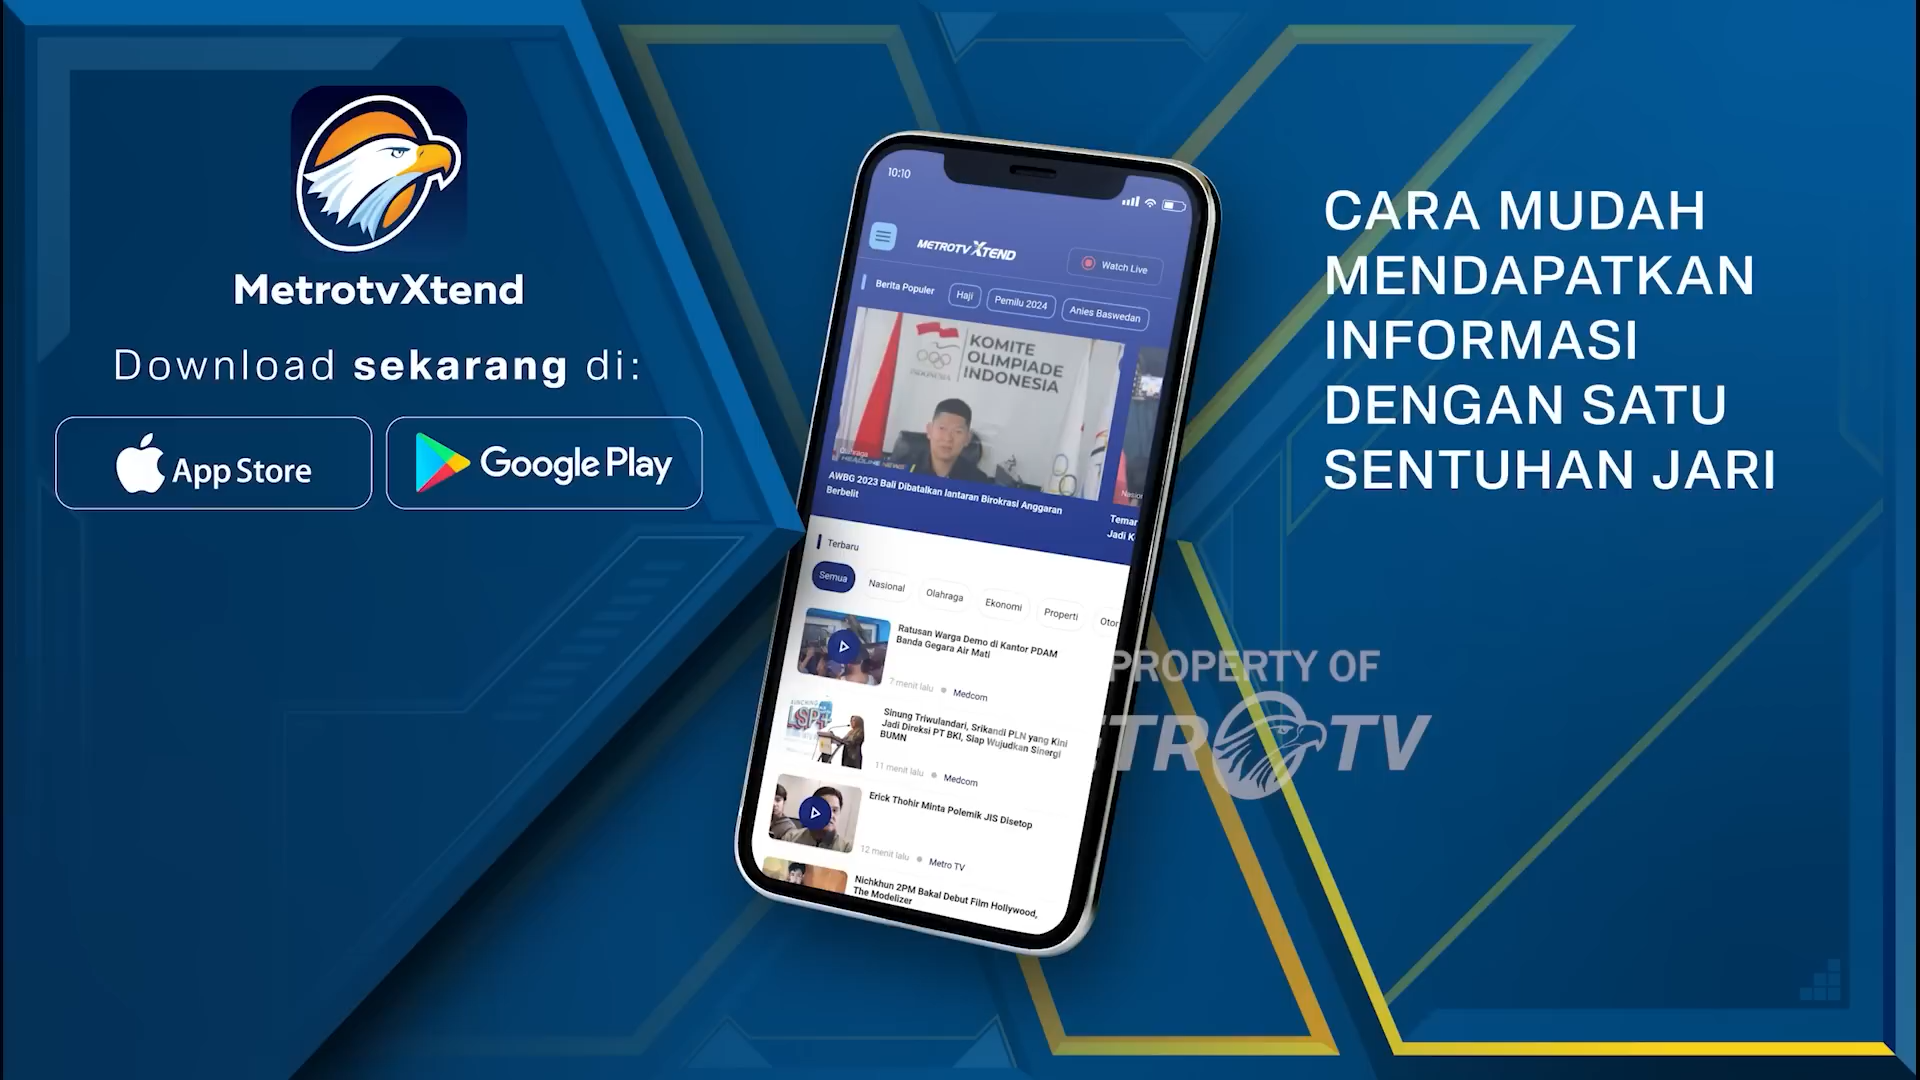 MetrotvXtend
Download sekarang di:
App Store
Google Play
10:10
METROTV XTEND
Watch Live
Berita Populer
Haji
Pemilu 2024
Anies Baswedan
KOMITE
OLIMPIADE
INDONESIA
INDONESIA
Olahraga
HEADLINE NEWS
AWBG 2023 Bali Dibatalkan lantaran Birokrasi Anggaran
Berbelit
Terbaru
Semua
Nasional
Olahraga
Ekonomi
Properti
Ratusan Warga Demo di Kantor PDAM
Banda Gegara Air Mati
7 menit lalu
Medcom
Sinung Triwulandari, Srikandi PLN yang Kini
Jadi Direksi PT BKI, Siap Wujudkan Sinergi
BUMN
11 menit lalu
Medcom
Erick Thohir Minta Polemik JIS Disetop
12 menit lalu
Metro TV
Nichkhun 2PM Bakal Debut Film Hollywood,
The Modelizer
CARA MUDAH
MENDAPATKAN
INFORMASI
DENGAN SATU
SENTUHAN JARI
PROPERTY OF
TV